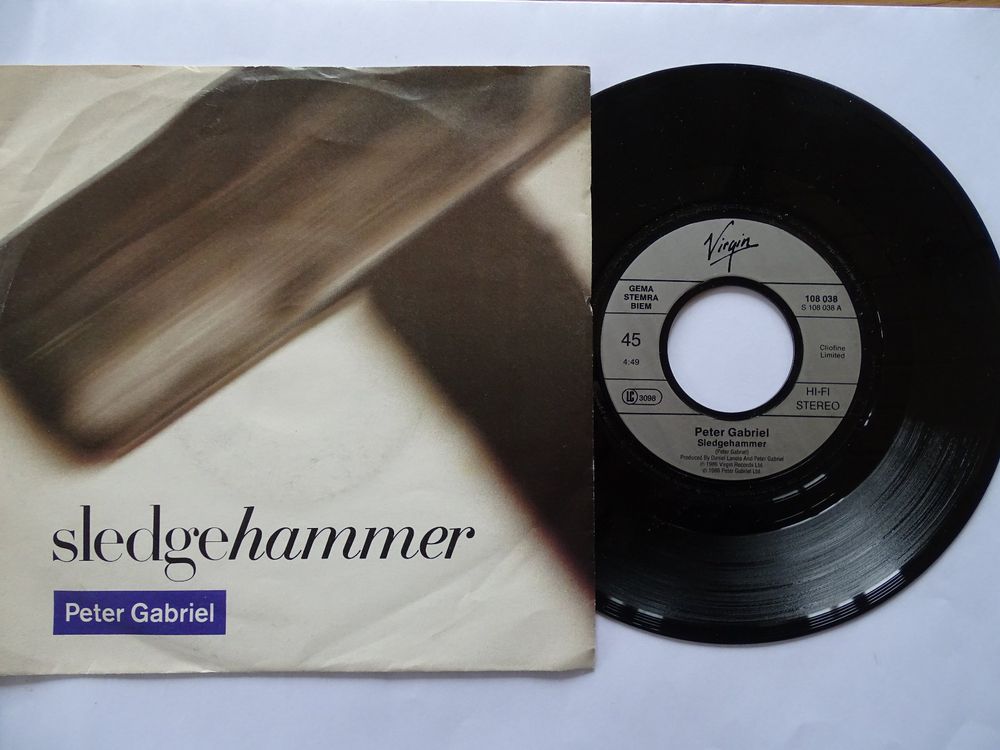 sledgehammer
Peter Gabriel
Virgin
GEMA
STEMRA
BIEM
108 038
S 108 038 A
45
4:49
Cliofine
Limited
LC 3098
HI-FI
STEREO
Peter Gabriel
Sledgehammer
(Peter Gabriel)
Produced By Daniel Lanois And Peter Gabriel
℗ 1986 Virgin Records Ltd.
© 1986 Peter Gabriel Ltd.